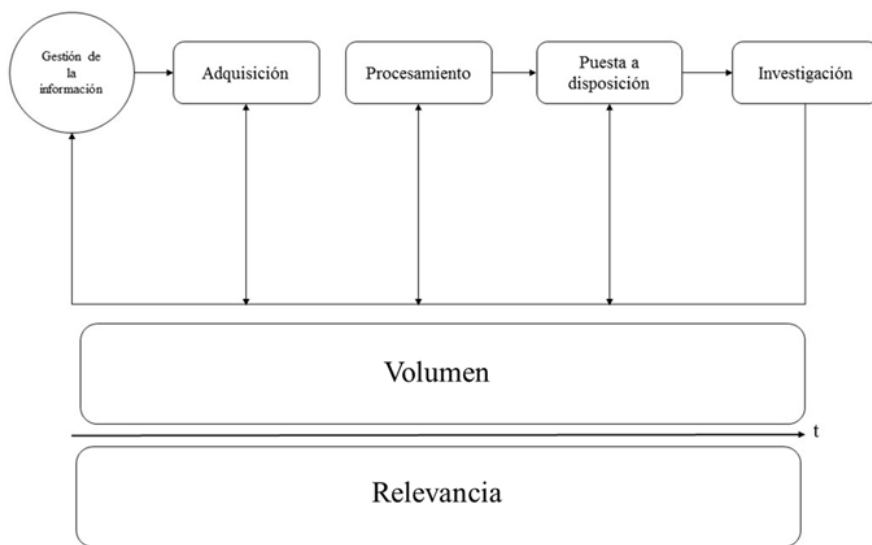 Gestión de
la
información
Adquisición
Procesamiento
Puesta a
disposición
Investigación
Volumen
t
Relevancia